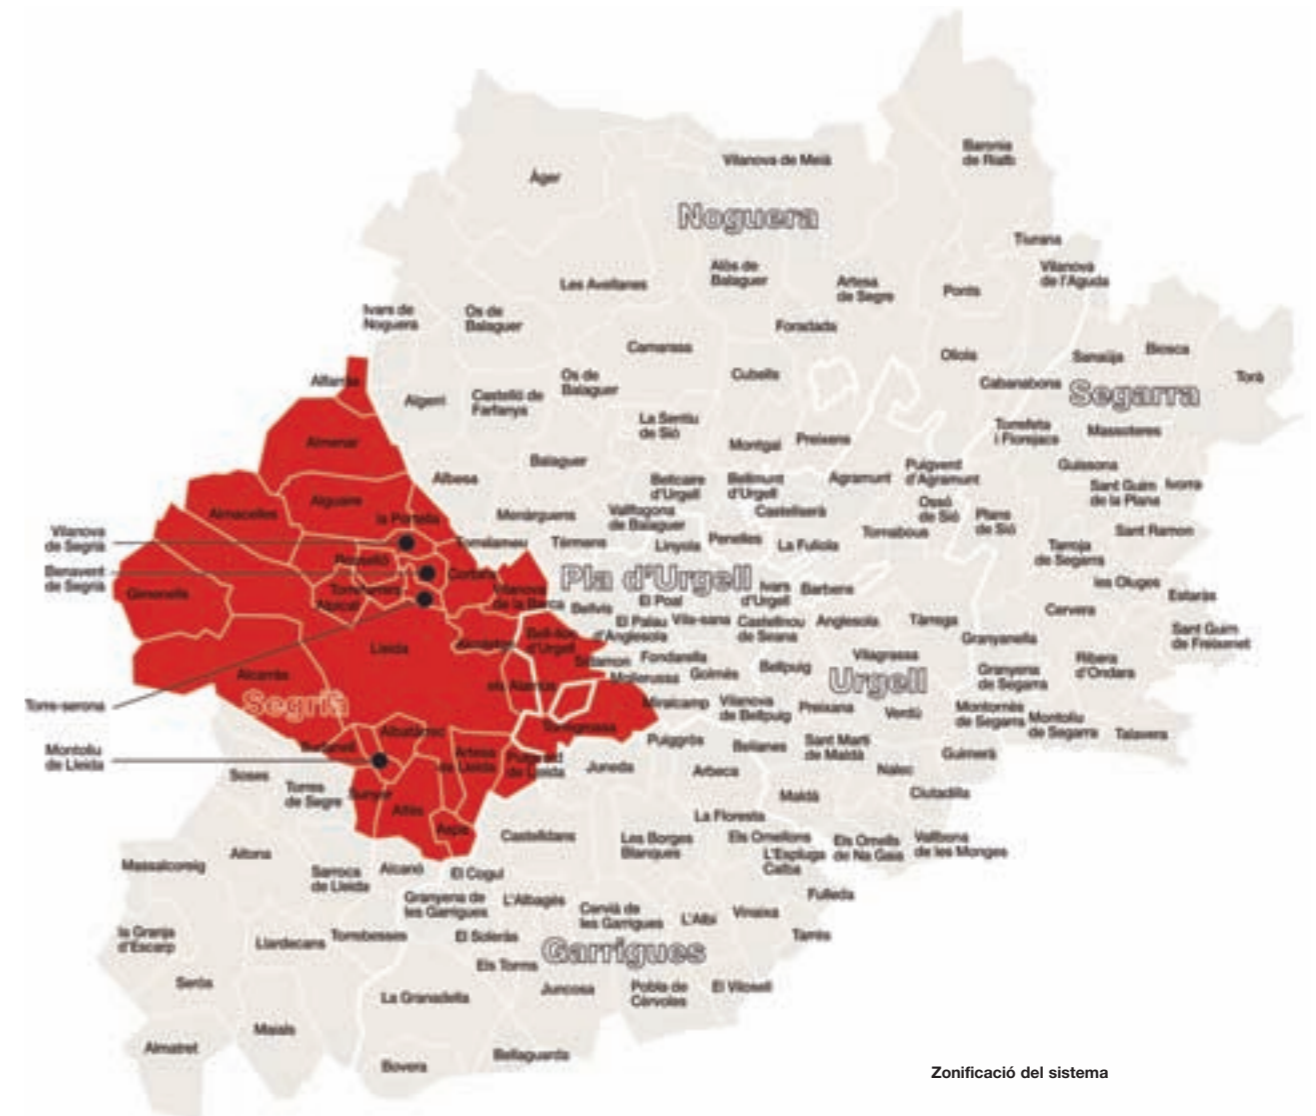 Baronia
de Rialb
Vilanova de Meià
Àger
Noguera
Tiurana
Vilanova
de l'Aguda
Alòs de
Balaguer
Les Avellanes
Artesa
de Segre
Ponts
Ivars de
Noguera
Os de
Balaguer
Foradada
Camarasa
Oliola
Sanaüja
Biosca
Torà
Alfarràs
Algerri
Castelló de
Farfanya
Os de
Balaguer
Cubells
Cabanabona
Segarra
La Sentiu
de Sió
Torrefeta
i Florejacs
Massoteres
Almenar
Montgai
Preixens
Balaguer
Albesa
Bellcaire
d'Urgell
Bellmunt
d'Urgell
Agramunt
Puigverd
d'Agramunt
Guissona
Sant Guim
de la Plana
Ivorra
Almacelles
Alguaire
la Portella
Menàrguens
Vallfogona
de Balaguer
Castellserà
Ossó
de Sió
Plans
de Sió
Sant Ramon
Vilanova
de Segrià
Torrelameu
Térmens
Linyola
Penelles
La Fuliola
Tornabous
Tarroja
de Segarra
Benavent
de Segrià
Rosselló
Corbins
Pla d'Urgell
Ivars
d'Urgell
Barbens
les Oluges
Estaràs
Gimenells
Torrefarrera
Alpicat
Vilanova
de la Barca
Bellvís
El Poal
Cervera
El Palau
d'Anglesola
Vila-sana
Castellnou
de Seana
Anglesola
Tàrrega
Granyanella
Sant Guim
de Freixenet
Lleida
Alcoletge
Bell-lloc
d'Urgell
Sidamon
Fondarella
Vilagrassa
Ribera
d'Ondara
Alcarràs
els Alamús
Mollerussa
Golmés
Bellpuig
Urgell
Granyena
de Segarra
Segrià
Torre-serona
Miralcamp
Vilanova
de Bellpuig
Preixana
Verdú
Montornès
de Segarra
Montoliu
de Segarra
Talavera
Torregrossa
Albatàrrec
Montoliu
de Lleida
Artesa
de Lleida
Puigverd
de Lleida
Juneda
Puiggròs
Belianes
Sant Martí
de Maldà
Guimerà
Soses
Torres
de Segre
Sunyer
Arbeca
Nalec
Alfés
Maldà
Ciutadilla
Aspa
La Floresta
Castelldans
Les Borges
Blanques
Els Omellons
Els Omells
de Na Gaia
Vallbona
de les Monges
Massalcoreig
Aitona
Sarroca
de Lleida
Alcanó
El Cogul
L'Espluga
Calba
Fulleda
Granyena de
les Garrigues
L'Albagés
Cervià de
les Garrigues
L'Albi
Vinaixa
Tarrés
la Granja
d'Escarp
Llardecans
Torrebesses
El Soleràs
Garrigues
Els Torms
Seròs
La Granadella
Juncosa
Pobla de
Cérvoles
El Vilosell
Almatret
Maials
Bovera
Bellaguarda
Zonificació del sistema